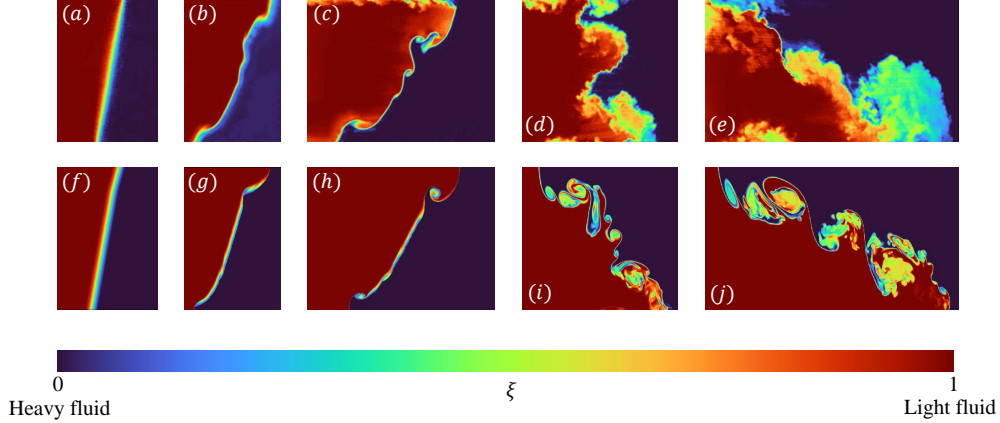 (a) (b) (c) (d) (e)
(f) (g) (h) (i) (j)
0 1
ξ
Heavy fluid Light fluid